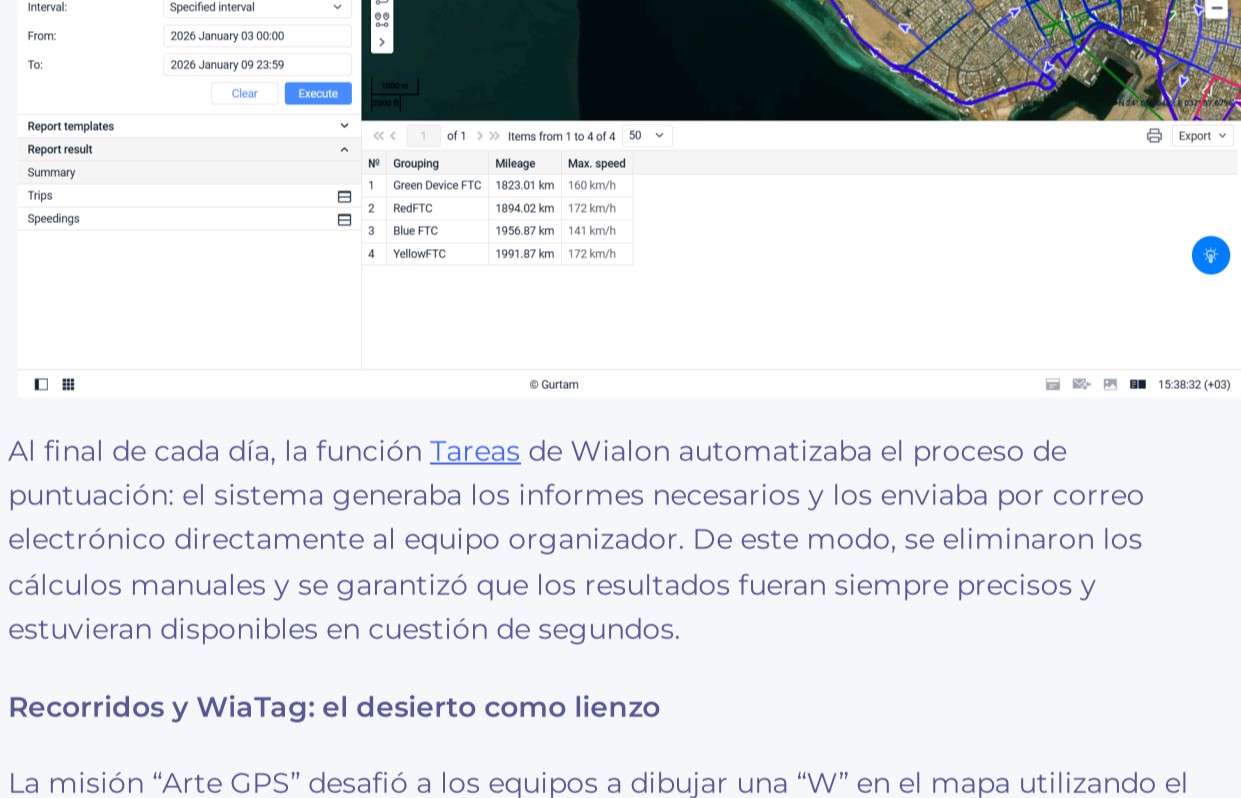 Interval: Specified interval
From: 2026 January 03 00:00
To: 2026 January 09 23:59
Clear Execute
Report templates
Report result
Summary
Trips
Speedings
1000 m
2000 ft
1 of 1 Items from 1 to 4 of 4 50 Export
Nº Grouping Mileage Max. speed
1 Green Device FTC 1823.01 km 160 km/h
2 RedFTC 1894.02 km 172 km/h
3 Blue FTC 1956.87 km 141 km/h
4 YellowFTC 1991.87 km 172 km/h
© Gurtam 15:38:32 (+03)
Al final de cada día, la función Tareas de Wialon automatizaba el proceso de
puntuación: el sistema generaba los informes necesarios y los enviaba por correo
electrónico directamente al equipo organizador. De este modo, se eliminaron los
cálculos manuales y se garantizó que los resultados fueran siempre precisos y
estuvieran disponibles en cuestión de segundos.
Recorridos y WiaTag: el desierto como lienzo
La misión “Arte GPS” desafió a los equipos a dibujar una “W” en el mapa utilizando el